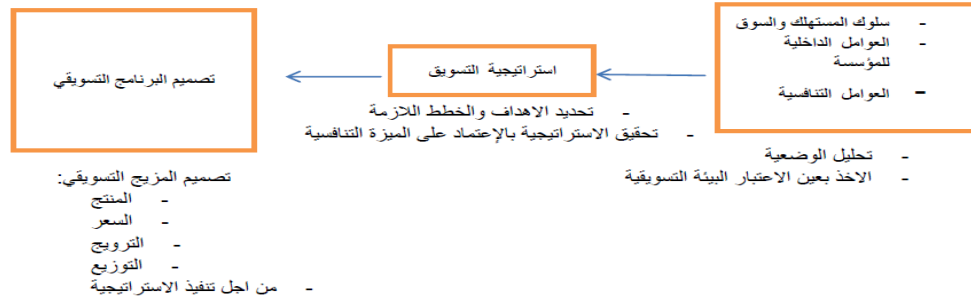 - سلوك المستهلك والسوق
- العوامل الداخلية
للمؤسسة
- العوامل التنافسية
- تحليل الوضعية
- الاخذ بعين الاعتبار البيئة التسويقية
استراتيجية التسويق
- تحديد الاهداف والخطط اللازمة
- تحقيق الاستراتيجية بالإعتماد على الميزة التنافسية
تصميم البرنامج التسويقي
تصميم المزيج التسويقي:
- المنتج
- السعر
- الترويج
- التوزيع
- من اجل تنفيذ الاستراتيجية